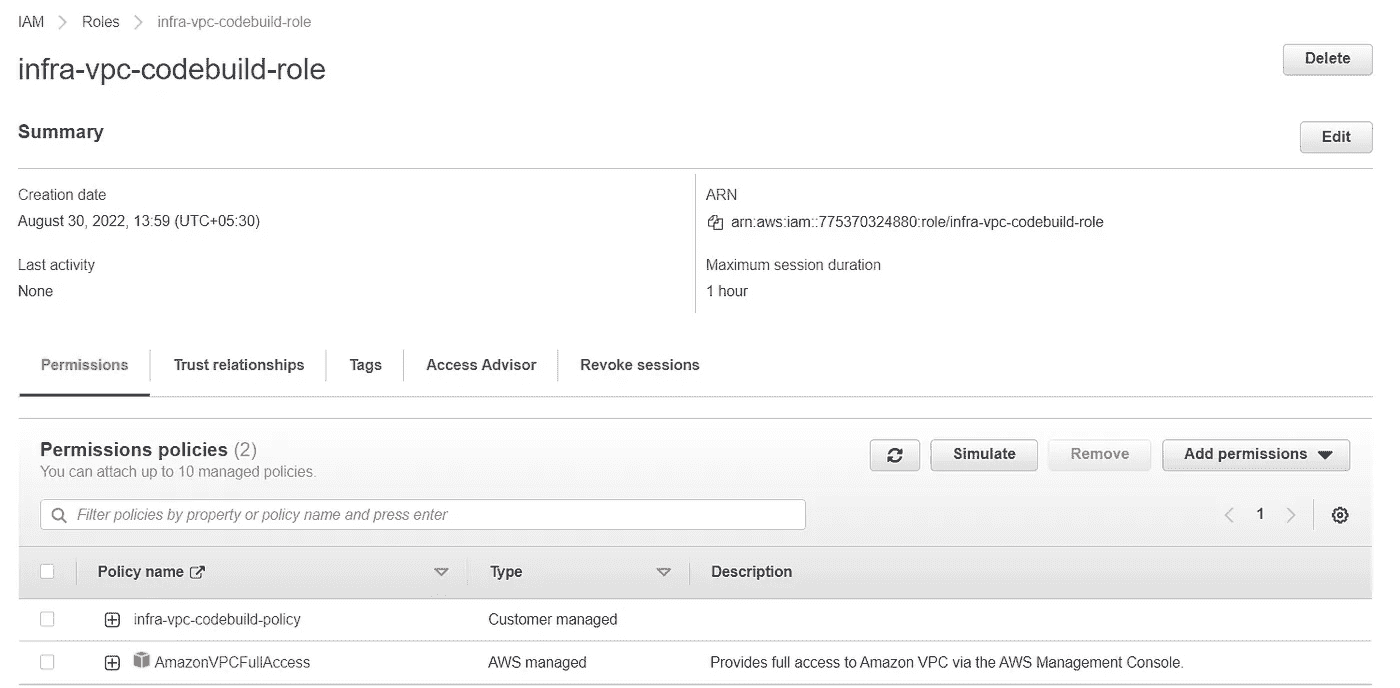 IAM > Roles > infra-vpc-codebuild-role
infra-vpc-codebuild-role
Delete
Summary
Edit
Creation date
August 30, 2022, 13:59 (UTC+05:30)
ARN
arn:aws:iam::775370324880:role/infra-vpc-codebuild-role
Last activity
None
Maximum session duration
1 hour
Permissions Trust relationships Tags Access Advisor Revoke sessions
Permissions policies (2)
You can attach up to 10 managed policies.
Simulate Remove Add permissions
Filter policies by property or policy name and press enter
1
Policy name Type Description
infra-vpc-codebuild-policy Customer managed
AmazonVPCFullAccess AWS managed Provides full access to Amazon VPC via the AWS Management Console.